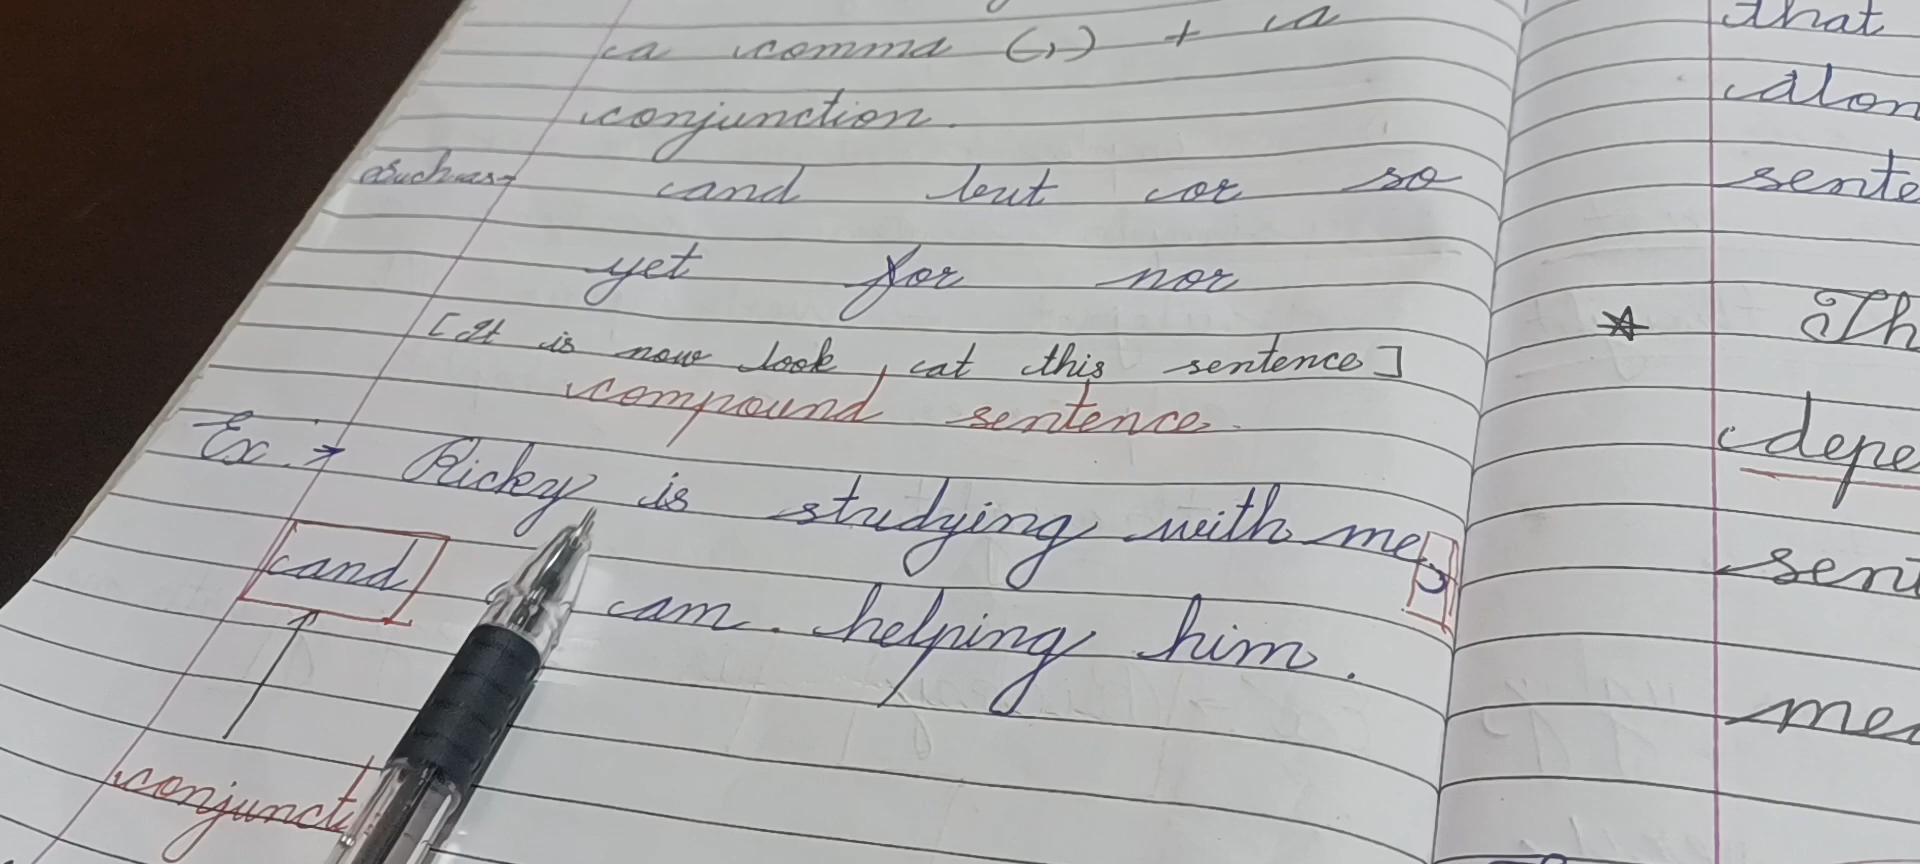 a comma (,) + a
conjunction.
Such as → and but or so
yet for nor
[It is now look, at this sentence]
compound sentence.
Ex. → Ricky is studying with me,
and am helping him.
conjunct
that
alon
sente
* Th
depe
sent
me